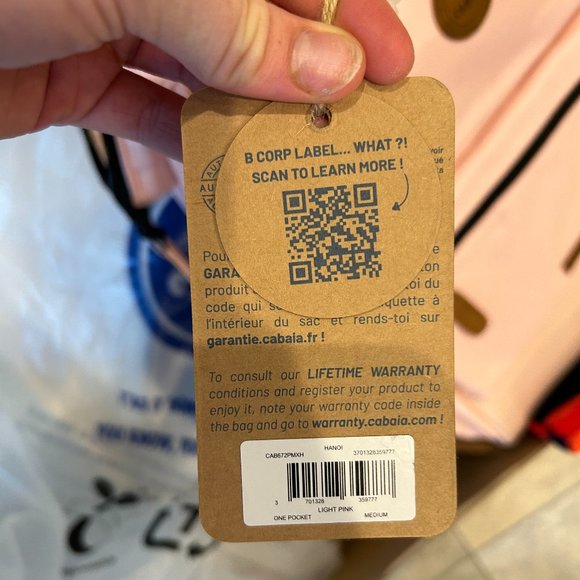 B CORP LABEL... WHAT ?!
SCAN TO LEARN MORE !
produit
code qui
l'intérieur du sac et rends-toi sur
garantie.cabaia.fr !
To consult our LIFETIME WARRANTY
conditions and register your product to
enjoy it, note your warranty code inside
the bag and go to warranty.cabaia.com !
CAB672PMXH HANOI 3701328359777
3 701328 359777
LIGHT PINK
ONE POCKET MEDIUM